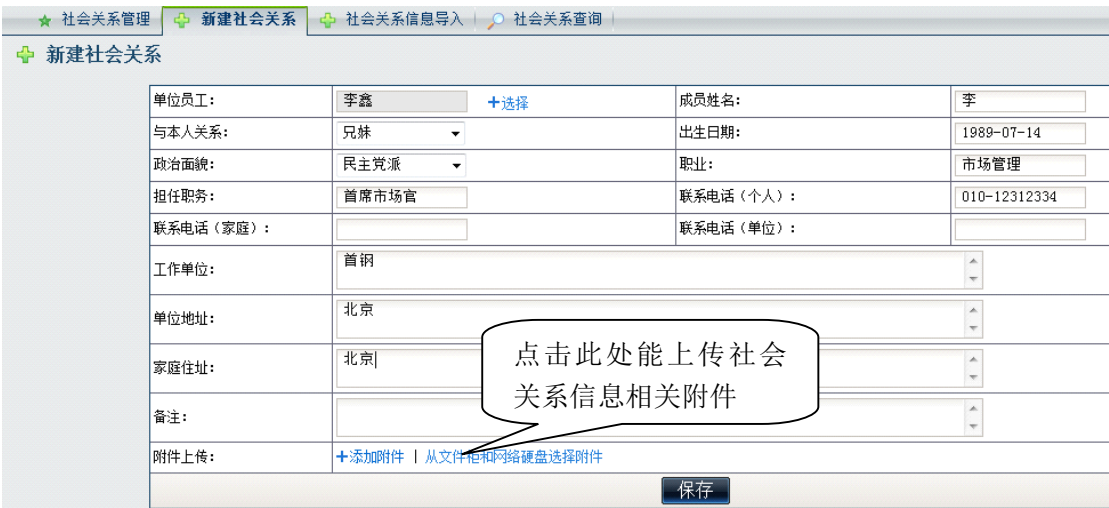 社会关系管理 新建社会关系 社会关系信息导入 社会关系查询
新建社会关系
单位员工： 李鑫 +选择 成员姓名： 李
与本人关系： 兄妹 出生日期： 1989-07-14
政治面貌： 民主党派 职业： 市场管理
担任职务： 首席市场官 联系电话（个人）： 010-12312334
联系电话（家庭）： 联系电话（单位）：
工作单位： 首钢
单位地址： 北京
家庭住址： 北京
点击此处能上传社会
关系信息相关附件
备注：
附件上传： +添加附件 | 从文件柜和网络硬盘选择附件
保存